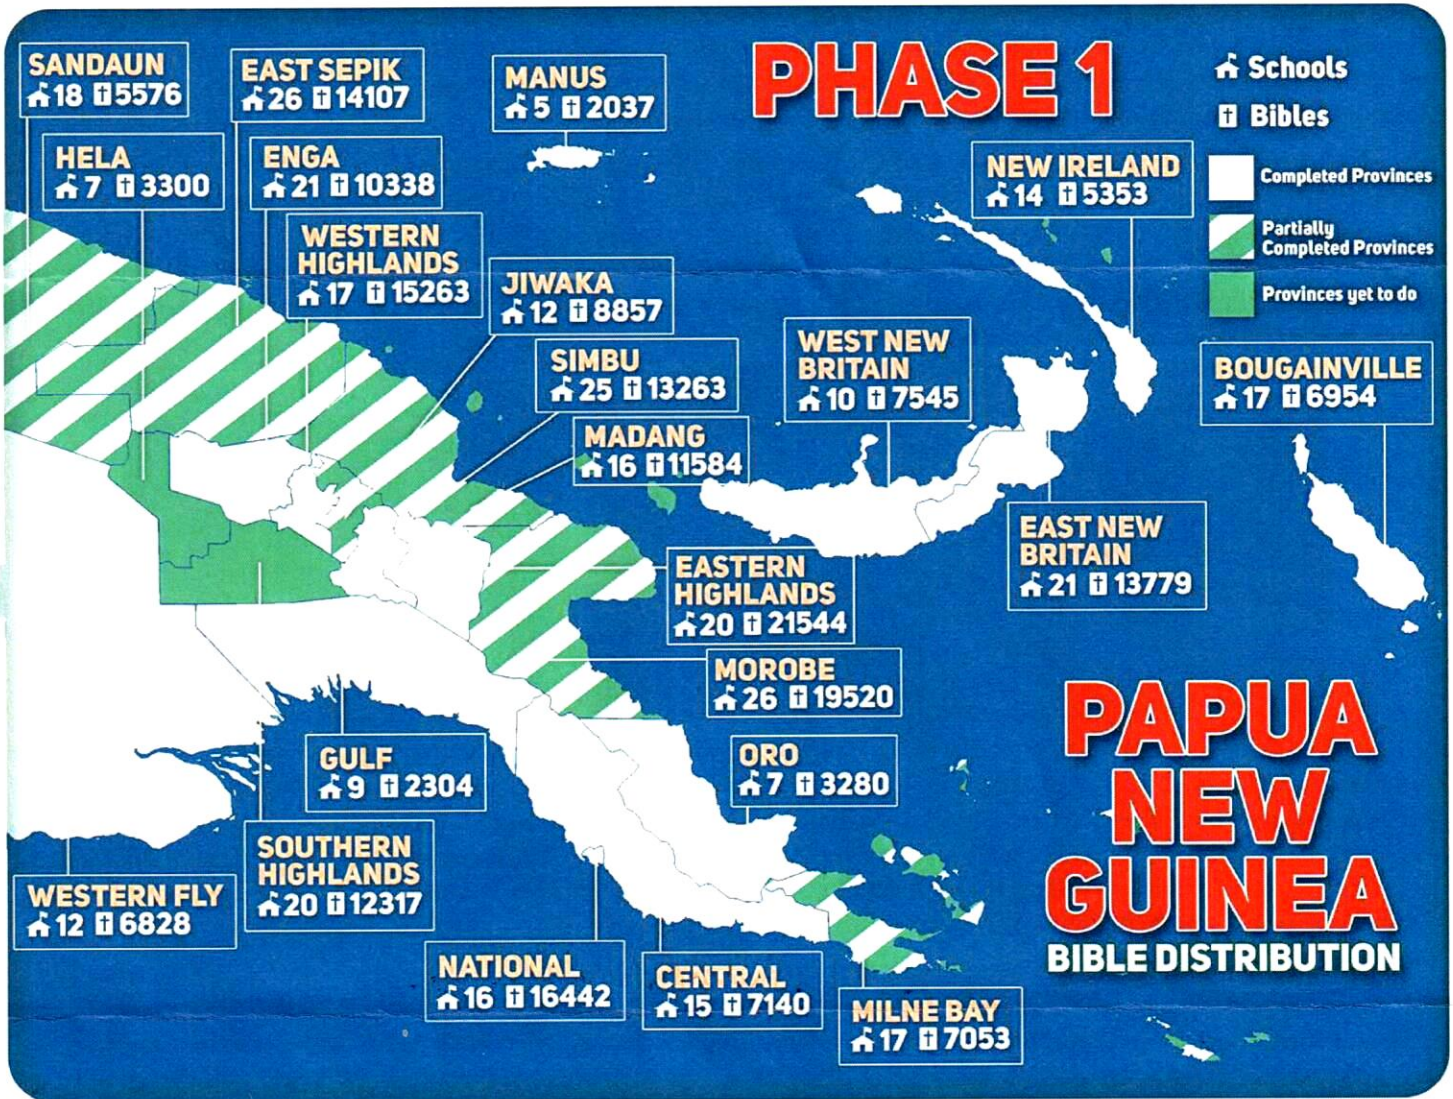 PHASE 1
Schools
Bibles
Completed Provinces
Partially
Completed Provinces
Provinces yet to do
SANDAUN
18 5576
EAST SEPIK
26 14107
MANUS
5 2037
HELA
7 3300
ENGA
21 10338
NEW IRELAND
14 5353
WESTERN
HIGHLANDS
17 15263
JIWAKA
12 8857
SIMBU
25 13263
WEST NEW
BRITAIN
10 7545
BOUGAINVILLE
17 6954
MADANG
16 11584
EAST NEW
BRITAIN
21 13779
EASTERN
HIGHLANDS
20 21544
MOROBE
26 19520
GULF
9 2304
ORO
7 3280
SOUTHERN
HIGHLANDS
20 12317
WESTERN FLY
12 6828
NATIONAL
16 16442
CENTRAL
15 7140
MILNE BAY
17 7053
PAPUA
NEW
GUINEA
BIBLE DISTRIBUTION